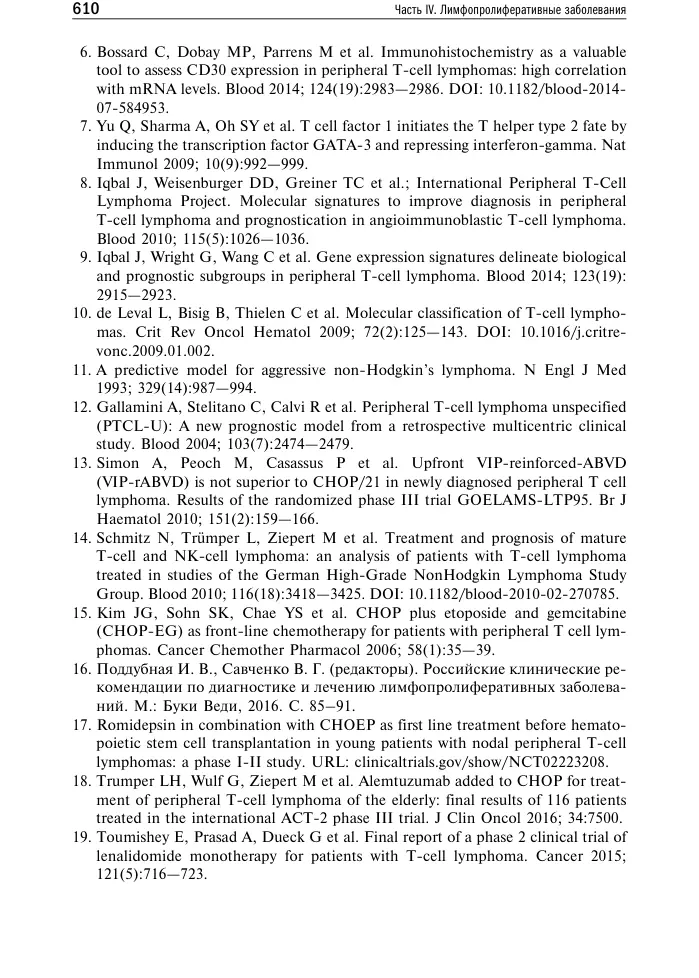 610
Часть IV. Лимфопролиферативные заболевания
6. Bossard C, Dobay MP, Parrens M et al. Immunohistochemistry as a valuable
tool to assess CD30 expression in peripheral T-cell lymphomas: high correlation
with mRNA levels. Blood 2014; 124(19):2983—2986. DOI: 10.1182/blood-2014-
07-584953.
7. Yu Q, Sharma A, Oh SY et al. T cell factor 1 initiates the T helper type 2 fate by
inducing the transcription factor GATA-3 and repressing interferon-gamma. Nat
Immunol 2009; 10(9):992—999.
8. Iqbal J, Weisenburger DD, Greiner TC et al.; International Peripheral T-Cell
Lymphoma Project. Molecular signatures to improve diagnosis in peripheral
T-cell lymphoma and prognostication in angioimmunoblastic T-cell lymphoma.
Blood 2010; 115(5):1026—1036.
9. Iqbal J, Wright G, Wang C et al. Gene expression signatures delineate biological
and prognostic subgroups in peripheral T-cell lymphoma. Blood 2014; 123(19):
2915—2923.
10. de Leval L, Bisig B, Thielen C et al. Molecular classification of T-cell lympho-
mas. Crit Rev Oncol Hematol 2009; 72(2):125—143. DOI: 10.1016/j.critre-
vonc.2009.01.002.
11. A predictive model for aggressive non-Hodgkin's lymphoma. N Engl J Med
1993; 329(14):987—994.
12. Gallamini A, Stelitano C, Calvi R et al. Peripheral T-cell lymphoma unspecified
(PTCL-U): A new prognostic model from a retrospective multicentric clinical
study. Blood 2004; 103(7):2474—2479.
13. Simon A, Peoch M, Casassus P et al. Upfront VIP-reinforced-ABVD
(VIP-rABVD) is not superior to CHOP/21 in newly diagnosed peripheral T cell
lymphoma. Results of the randomized phase III trial GOELAMS-LTP95. Br J
Haematol 2010; 151(2):159—166.
14. Schmitz N, Trümper L, Ziepert M et al. Treatment and prognosis of mature
T-cell and NK-cell lymphoma: an analysis of patients with T-cell lymphoma
treated in studies of the German High-Grade NonHodgkin Lymphoma Study
Group. Blood 2010; 116(18):3418—3425. DOI: 10.1182/blood-2010-02-270785.
15. Kim JG, Sohn SK, Chae YS et al. CHOP plus etoposide and gemcitabine
(CHOP-EG) as front-line chemotherapy for patients with peripheral T cell lym-
phomas. Cancer Chemother Pharmacol 2006; 58(1):35—39.
16. Поддубная И. В., Савченко В. Г. (редакторы). Российские клинические ре-
комендации по диагностике и лечению лимфопролиферативных заболева-
ний. М.: Буки Веди, 2016. С. 85—91.
17. Romidepsin in combination with CHOEP as first line treatment before hemato-
poietic stem cell transplantation in young patients with nodal peripheral T-cell
lymphomas: a phase I-II study. URL: clinicaltrials.gov/show/NCT02223208.
18. Trumper LH, Wulf G, Ziepert M et al. Alemtuzumab added to CHOP for treat-
ment of peripheral T-cell lymphoma of the elderly: final results of 116 patients
treated in the international ACT-2 phase III trial. J Clin Oncol 2016; 34:7500.
19. Toumishey E, Prasad A, Dueck G et al. Final report of a phase 2 clinical trial of
lenalidomide monotherapy for patients with T-cell lymphoma. Cancer 2015;
121(5):716—723.